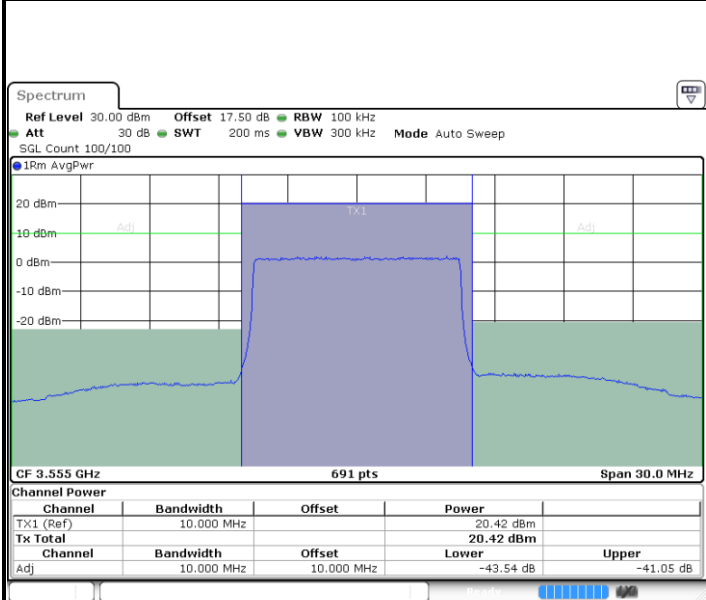 Spectrum
Ref Level 30.00 dBm Offset 17.50 dB RBW 100 kHz
Att 30 dB SWT 200 ms VBW 300 kHz Mode Auto Sweep
SGL Count 100/100
1Rm AvgPwr
20 dBm
TX1
Adj Adj
10 dBm
0 dBm
-10 dBm
-20 dBm
CF 3.555 GHz 691 pts Span 30.0 MHz
Channel Power
Channel Bandwidth Offset Power
TX1 (Ref) 10.000 MHz 20.42 dBm
Tx Total 20.42 dBm
Channel Bandwidth Offset Lower Upper
Adj 10.000 MHz 10.000 MHz -43.54 dB -41.05 dB
Ready